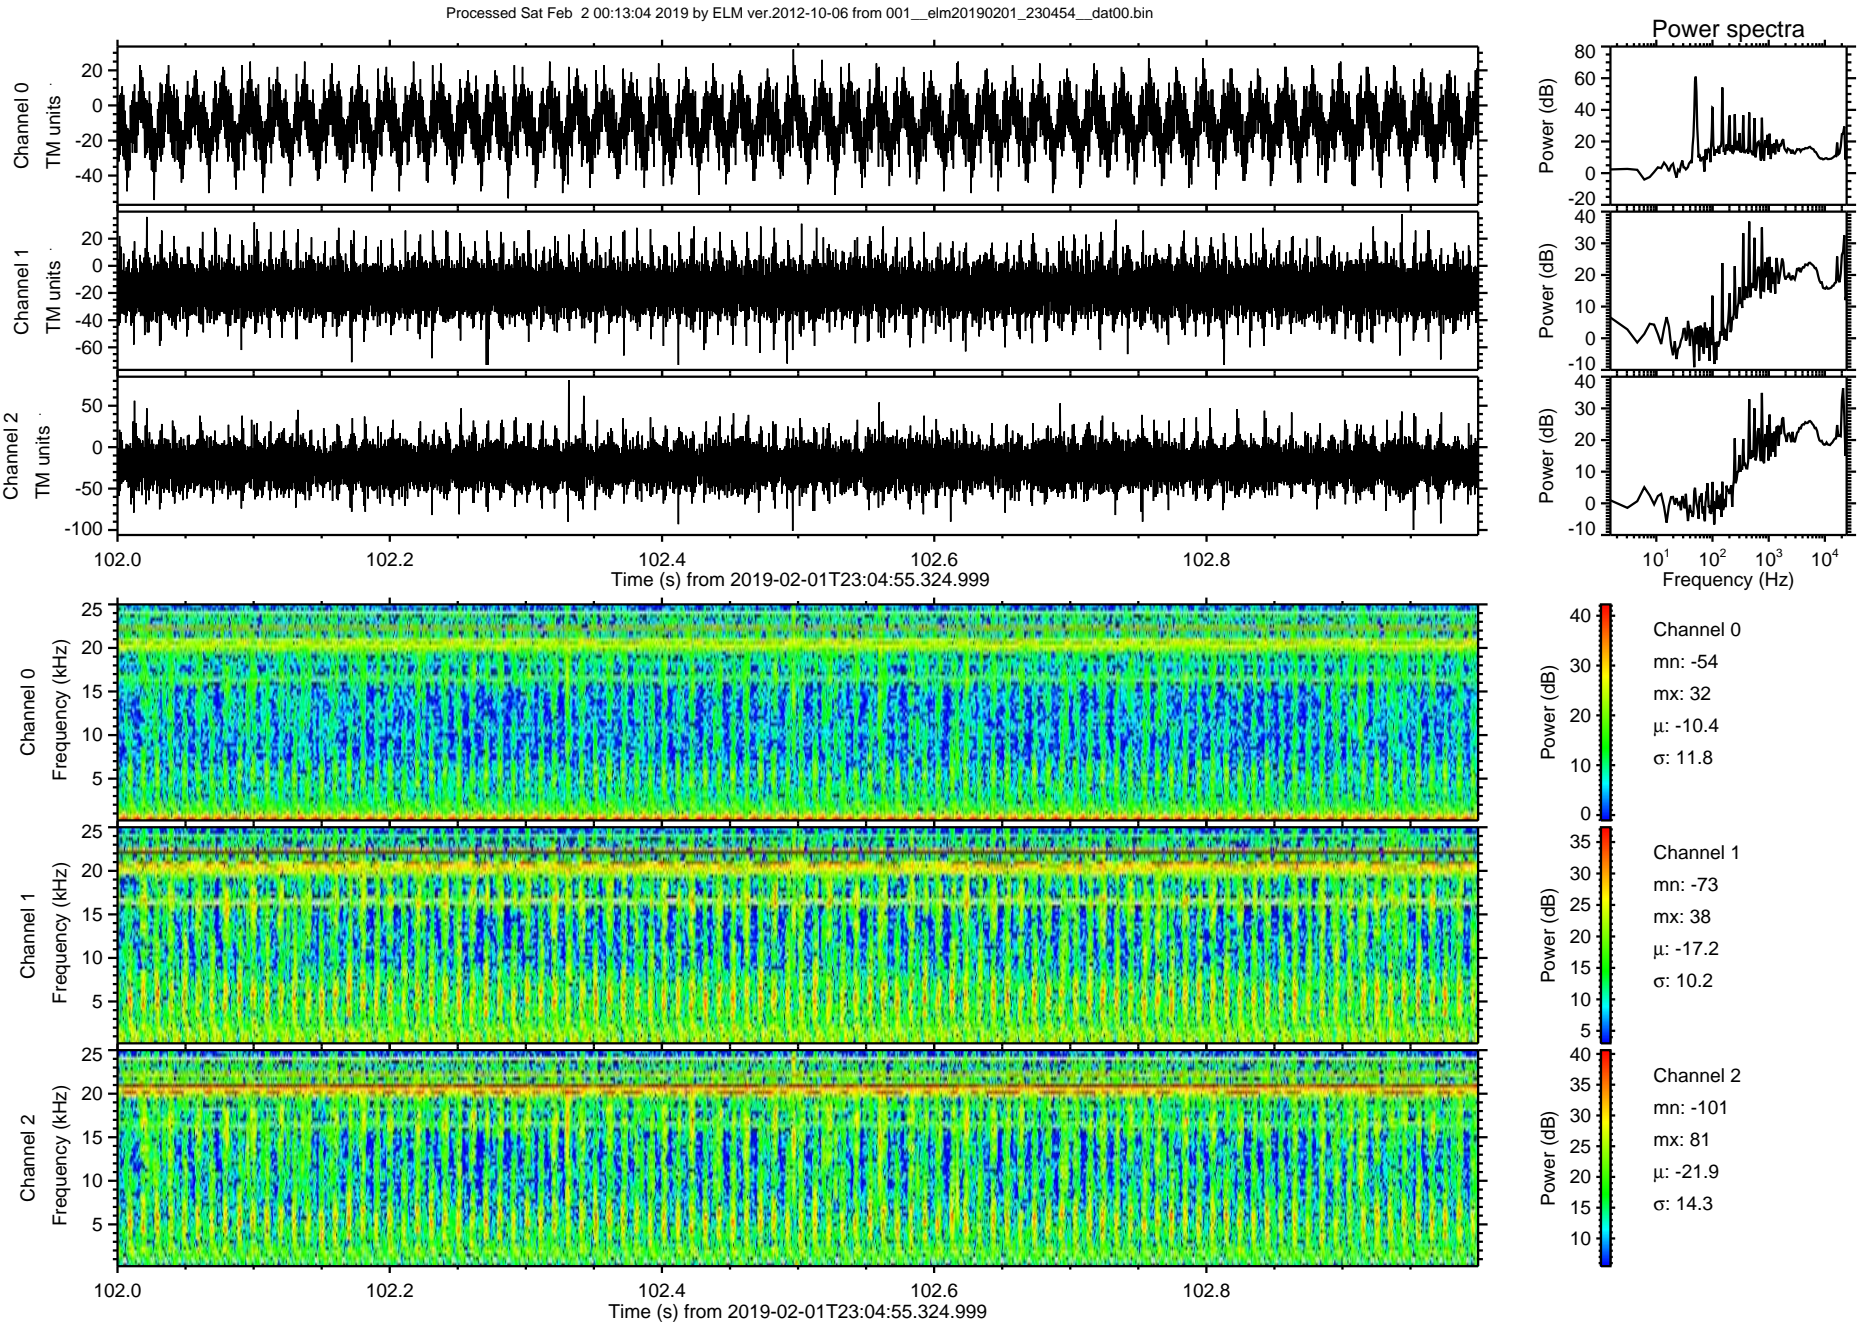 Processed Sat Feb  2 00:13:04 2019 by ELM ver.2012-10-06 from 001__elm20190201_230454__dat00.bin
Power spectra
Channel 0
TM units
20
0
-20
-40
Power (dB)
80
60
40
20
0
-20
Channel 1
TM units
20
0
-20
-40
-60
Power (dB)
40
30
20
10
0
-10
Channel 2
TM units
50
0
-50
-100
Power (dB)
40
30
20
10
0
-10
102.0 102.2 102.4 102.6 102.8
Time (s) from 2019-02-01T23:04:55.324.999
10^1 10^2 10^3 10^4
Frequency (Hz)
Channel 0
Frequency (kHz)
25
20
15
10
5
Power (dB)
40
30
20
10
0
Channel 0
mn: -54
mx: 32
μ: -10.4
σ: 11.8
Channel 1
Frequency (kHz)
25
20
15
10
5
Power (dB)
35
30
25
20
15
10
5
Channel 1
mn: -73
mx: 38
μ: -17.2
σ: 10.2
Channel 2
Frequency (kHz)
25
20
15
10
5
Power (dB)
40
35
30
25
20
15
10
Channel 2
mn: -101
mx: 81
μ: -21.9
σ: 14.3
102.0 102.2 102.4 102.6 102.8
Time (s) from 2019-02-01T23:04:55.324.999